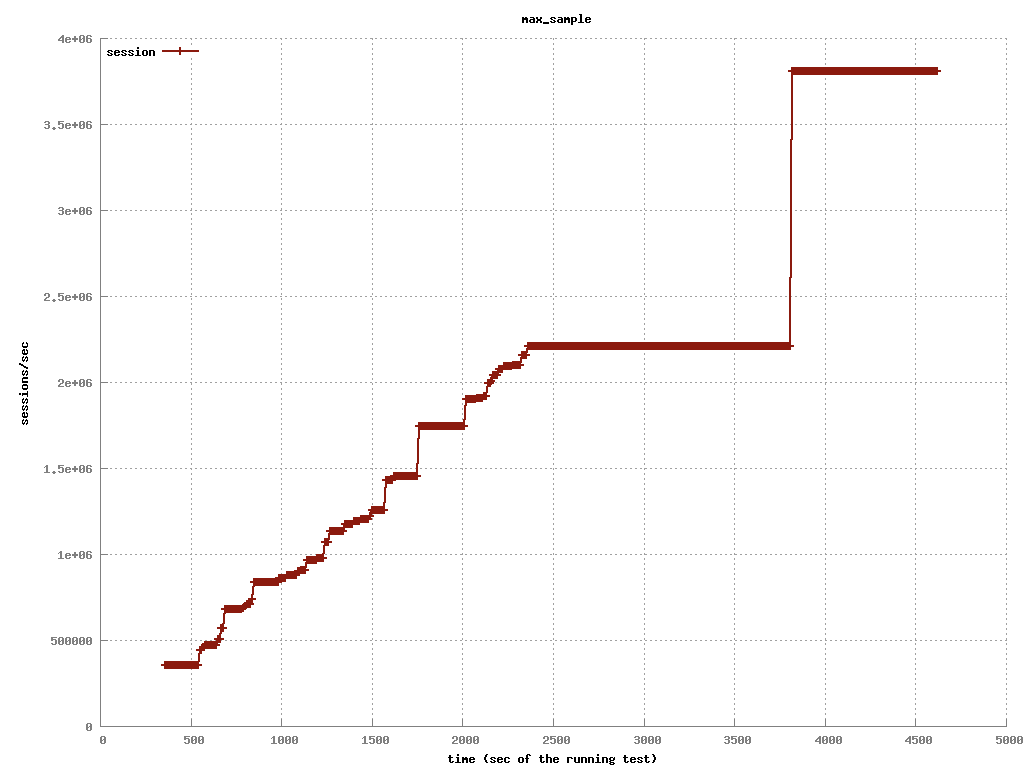 max_sample
4e+06
session
3.5e+06
3e+06
2.5e+06
sessions/sec
2e+06
1.5e+06
1e+06
500000
0
0 500 1000 1500 2000 2500 3000 3500 4000 4500 5000
time (sec of the running test)